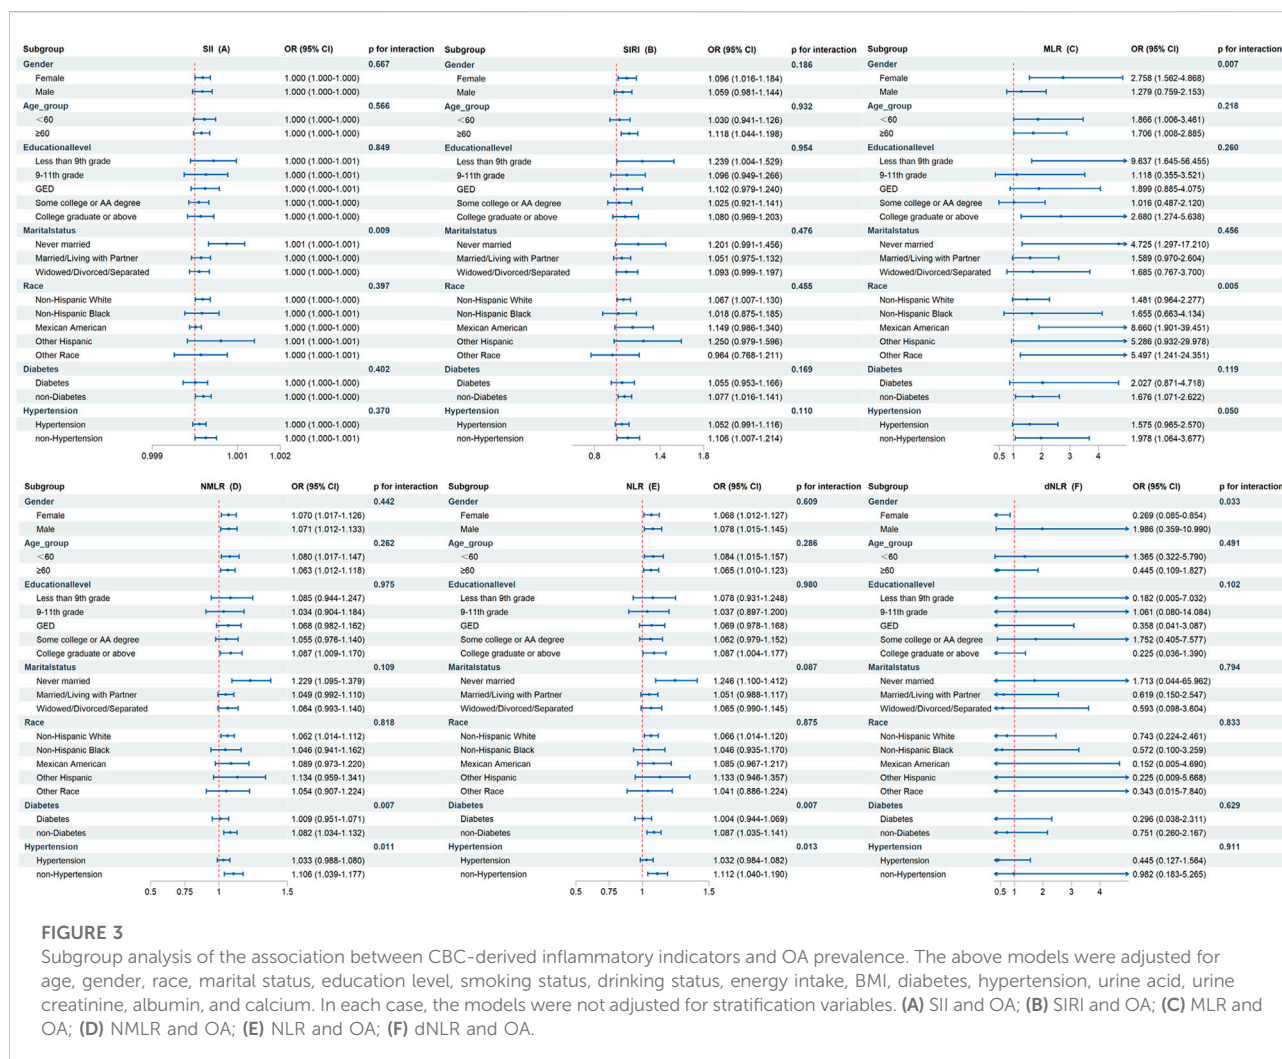 Subgroup SII (A) OR (95% CI) p for interaction
Gender 0.667
Female 1.000 (1.000-1.000)
Male 1.000 (1.000-1.000)
Age_group 0.566
<60 1.000 (1.000-1.000)
≥60 1.000 (1.000-1.000)
Educationallevel 0.849
Less than 9th grade 1.000 (1.000-1.001)
9-11th grade 1.000 (1.000-1.001)
GED 1.000 (1.000-1.001)
Some college or AA degree 1.000 (1.000-1.000)
College graduate or above 1.000 (1.000-1.000)
Maritalstatus 0.009
Never married 1.001 (1.000-1.001)
Married/Living with Partner 1.000 (1.000-1.000)
Widowed/Divorced/Separated 1.000 (1.000-1.000)
Race 0.397
Non-Hispanic White 1.000 (1.000-1.000)
Non-Hispanic Black 1.000 (1.000-1.001)
Mexican American 1.000 (1.000-1.000)
Other Hispanic 1.001 (1.000-1.001)
Other Race 1.000 (1.000-1.001)
Diabetes 0.402
Diabetes 1.000 (1.000-1.000)
non-Diabetes 1.000 (1.000-1.000)
Hypertension 0.370
Hypertension 1.000 (1.000-1.000)
non-Hypertension 1.000 (1.000-1.001)
0.999 1.001 1.002
Subgroup SIRI (B) OR (95% CI) p for interaction
Gender 0.186
Female 1.096 (1.016-1.184)
Male 1.059 (0.981-1.144)
Age_group 0.932
<60 1.030 (0.941-1.126)
≥60 1.118 (1.044-1.198)
Educationallevel 0.954
Less than 9th grade 1.239 (1.004-1.529)
9-11th grade 1.096 (0.949-1.266)
GED 1.102 (0.979-1.240)
Some college or AA degree 1.025 (0.921-1.141)
College graduate or above 1.080 (0.969-1.203)
Maritalstatus 0.476
Never married 1.201 (0.991-1.456)
Married/Living with Partner 1.051 (0.975-1.132)
Widowed/Divorced/Separated 1.093 (0.999-1.197)
Race 0.455
Non-Hispanic White 1.067 (1.007-1.130)
Non-Hispanic Black 1.018 (0.875-1.185)
Mexican American 1.149 (0.986-1.340)
Other Hispanic 1.250 (0.979-1.596)
Other Race 0.964 (0.768-1.211)
Diabetes 0.169
Diabetes 1.055 (0.953-1.166)
non-Diabetes 1.077 (1.016-1.141)
Hypertension 0.110
Hypertension 1.052 (0.991-1.116)
non-Hypertension 1.106 (1.007-1.214)
0.8 1.4 1.8
Subgroup MLR (C) OR (95% CI) p for interaction
Gender 0.007
Female 2.758 (1.562-4.868)
Male 1.279 (0.759-2.153)
Age_group 0.218
<60 1.866 (1.006-3.461)
≥60 1.706 (1.008-2.885)
Educationallevel 0.260
Less than 9th grade 9.637 (1.645-56.455)
9-11th grade 1.118 (0.355-3.521)
GED 1.899 (0.885-4.075)
Some college or AA degree 1.016 (0.487-2.120)
College graduate or above 2.680 (1.274-5.638)
Maritalstatus 0.456
Never married 4.725 (1.297-17.210)
Married/Living with Partner 1.589 (0.970-2.604)
Widowed/Divorced/Separated 1.685 (0.767-3.700)
Race 0.005
Non-Hispanic White 1.481 (0.964-2.277)
Non-Hispanic Black 1.655 (0.663-4.134)
Mexican American 8.660 (1.901-39.451)
Other Hispanic 5.286 (0.932-29.978)
Other Race 5.497 (1.241-24.351)
Diabetes 0.119
Diabetes 2.027 (0.871-4.718)
non-Diabetes 1.676 (1.071-2.622)
Hypertension 0.050
Hypertension 1.575 (0.965-2.570)
non-Hypertension 1.978 (1.064-3.677)
0.5 1 2 4
Subgroup NMLR (D) OR (95% CI) p for interaction
Gender 0.442
Female 1.070 (1.017-1.126)
Male 1.071 (1.012-1.133)
Age_group 0.262
<60 1.080 (1.017-1.147)
≥60 1.063 (1.012-1.118)
Educationallevel 0.975
Less than 9th grade 1.085 (0.944-1.247)
9-11th grade 1.034 (0.904-1.184)
GED 1.068 (0.982-1.162)
Some college or AA degree 1.055 (0.976-1.140)
College graduate or above 1.087 (1.009-1.170)
Maritalstatus 0.109
Never married 1.229 (1.095-1.379)
Married/Living with Partner 1.049 (0.992-1.110)
Widowed/Divorced/Separated 1.064 (0.993-1.140)
Race 0.818
Non-Hispanic White 1.062 (1.014-1.112)
Non-Hispanic Black 1.046 (0.941-1.162)
Mexican American 1.089 (0.973-1.220)
Other Hispanic 1.134 (0.959-1.341)
Other Race 1.054 (0.907-1.224)
Diabetes 0.007
Diabetes 1.009 (0.951-1.071)
non-Diabetes 1.082 (1.034-1.132)
Hypertension 0.011
Hypertension 1.033 (0.988-1.080)
non-Hypertension 1.106 (1.039-1.177)
0.5 0.75 1 1.5
Subgroup NLR (E) OR (95% CI) p for interaction
Gender 0.609
Female 1.068 (1.012-1.127)
Male 1.078 (1.015-1.145)
Age_group 0.286
<60 1.084 (1.015-1.157)
≥60 1.065 (1.010-1.123)
Educationallevel 0.980
Less than 9th grade 1.078 (0.931-1.248)
9-11th grade 1.037 (0.897-1.200)
GED 1.069 (0.978-1.168)
Some college or AA degree 1.062 (0.979-1.152)
College graduate or above 1.087 (1.004-1.177)
Maritalstatus 0.087
Never married 1.246 (1.100-1.412)
Married/Living with Partner 1.051 (0.988-1.117)
Widowed/Divorced/Separated 1.065 (0.990-1.145)
Race 0.875
Non-Hispanic White 1.066 (1.014-1.120)
Non-Hispanic Black 1.046 (0.935-1.170)
Mexican American 1.085 (0.967-1.217)
Other Hispanic 1.133 (0.946-1.357)
Other Race 1.041 (0.886-1.224)
Diabetes 0.007
Diabetes 1.004 (0.944-1.069)
non-Diabetes 1.087 (1.035-1.141)
Hypertension 0.013
Hypertension 1.032 (0.984-1.082)
non-Hypertension 1.112 (1.040-1.190)
0.5 0.75 1 1.5
Subgroup dNLR (F) OR (95% CI) p for interaction
Gender 0.033
Female 0.269 (0.085-0.854)
Male 1.986 (0.359-10.990)
Age_group 0.491
<60 1.365 (0.322-5.790)
≥60 0.445 (0.109-1.827)
Educationallevel 0.102
Less than 9th grade 0.182 (0.005-7.032)
9-11th grade 1.061 (0.080-14.084)
GED 0.358 (0.041-3.087)
Some college or AA degree 1.752 (0.405-7.577)
College graduate or above 0.225 (0.036-1.390)
Maritalstatus 0.794
Never married 1.713 (0.044-65.962)
Married/Living with Partner 0.619 (0.150-2.547)
Widowed/Divorced/Separated 0.593 (0.098-3.604)
Race 0.833
Non-Hispanic White 0.743 (0.224-2.461)
Non-Hispanic Black 0.572 (0.100-3.259)
Mexican American 0.152 (0.005-4.690)
Other Hispanic 0.225 (0.009-5.668)
Other Race 0.343 (0.015-7.840)
Diabetes 0.629
Diabetes 0.296 (0.038-2.311)
non-Diabetes 0.751 (0.260-2.167)
Hypertension 0.911
Hypertension 0.445 (0.127-1.564)
non-Hypertension 0.982 (0.183-5.265)
0.5 1 2 4
FIGURE 3
Subgroup analysis of the association between CBC-derived inflammatory indicators and OA prevalence. The above models were adjusted for
age, gender, race, marital status, education level, smoking status, drinking status, energy intake, BMI, diabetes, hypertension, urine acid, urine
creatinine, albumin, and calcium. In each case, the models were not adjusted for stratification variables. (A) SII and OA; (B) SIRI and OA; (C) MLR and
OA; (D) NMLR and OA; (E) NLR and OA; (F) dNLR and OA.